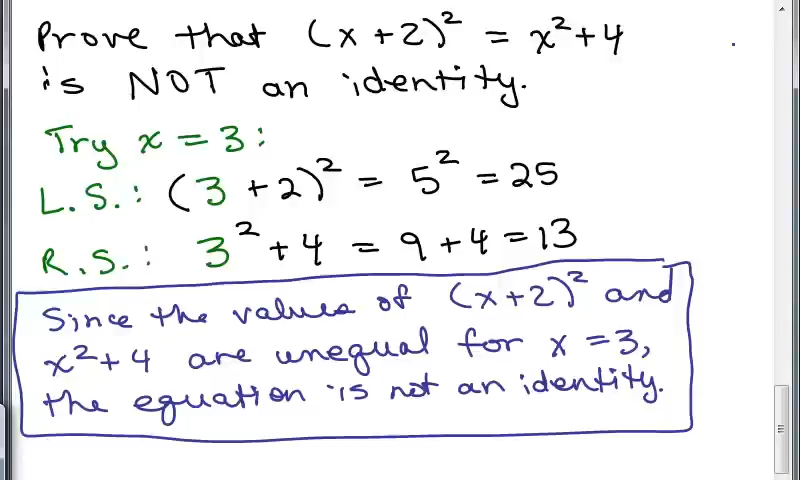 Prove that (x+2)² = x²+4
is NOT an identity.
Try x = 3:
L.S.: (3+2)² = 5² = 25
R.S.: 3²+4 = 9+4 = 13
Since the values of (x+2)² and
x²+4 are unequal for x = 3,
the equation is not an identity.